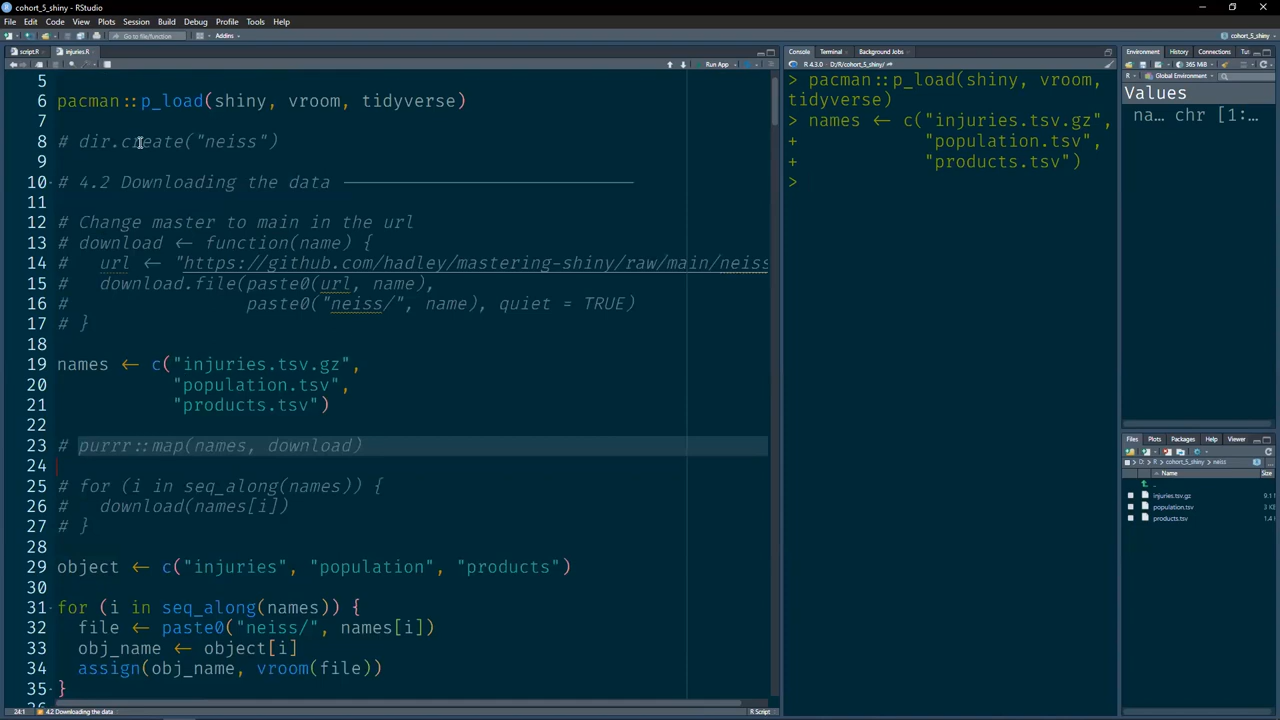 cohort_5_shiny - RStudio
File Edit Code View Plots Session Build Debug Profile Tools Help
Go to file/function Addins cohort_5_shiny
script.R injuries.R
Run App
5
6 pacman::p_load(shiny, vroom, tidyverse)
7
8 # dir.create("neiss")
9
10 # 4.2 Downloading the data
11
12 # Change master to main in the url
13 # download <- function(name) {
14 #   url <- "https://github.com/hadley/mastering-shiny/raw/main/neiss
15 #   download.file(paste0(url, name),
16 #                 paste0("neiss/", name), quiet = TRUE)
17 # }
18
19 names <- c("injuries.tsv.gz",
20            "population.tsv",
21            "products.tsv")
22
23 # purrr::map(names, download)
24
25 # for (i in seq_along(names)) {
26 #   download(names[i])
27 # }
28
29 object <- c("injuries", "population", "products")
30
31 for (i in seq_along(names)) {
32   file <- paste0("neiss/", names[i])
33   obj_name <- object[i]
34   assign(obj_name, vroom(file))
35 }
24:1 4.2 Downloading the data R Script
Console Terminal Background Jobs
R 4.3.0 · D:/R/cohort_5_shiny/
> pacman::p_load(shiny, vroom,
tidyverse)
> names <- c("injuries.tsv.gz",
+            "population.tsv",
+            "products.tsv")
>
Environment History Connections Tut
365 MiB
R Global Environment
Values
na… chr [1:…
Files Plots Packages Help Viewer
D: R cohort_5_shiny neiss
Name Size
..
injuries.tsv.gz 9.1
population.tsv 3 K
products.tsv 1.4